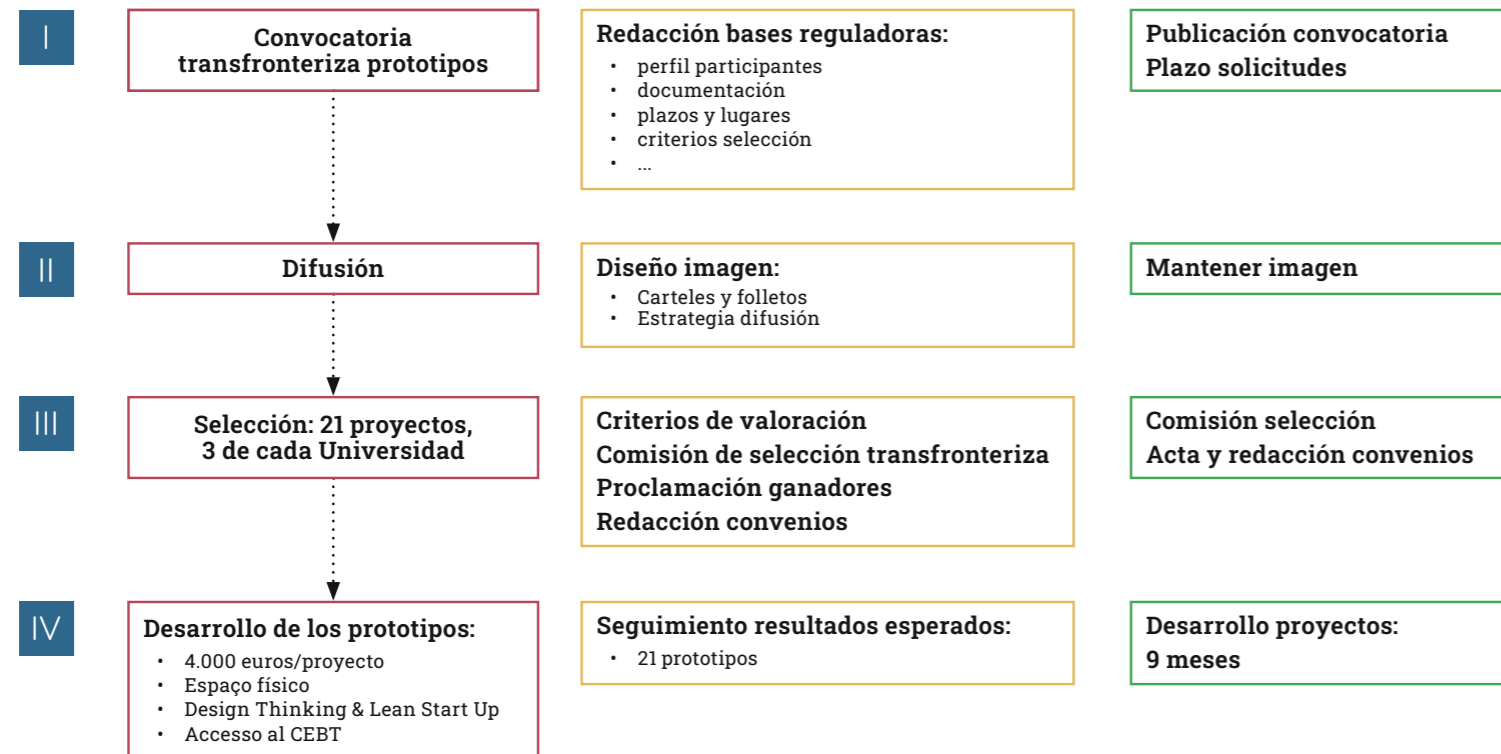 I
Convocatoria
transfronteriza prototipos
Redacción bases reguladoras:
• perfil participantes
• documentación
• plazos y lugares
• criterios selección
• ...
Publicación convocatoria
Plazo solicitudes
II
Difusión
Diseño imagen:
• Carteles y folletos
• Estrategia difusión
Mantener imagen
III
Selección: 21 proyectos,
3 de cada Universidad
Criterios de valoración
Comisión de selección transfronteriza
Proclamación ganadores
Redacción convenios
Comisión selección
Acta y redacción convenios
IV
Desarrollo de los prototipos:
• 4.000 euros/proyecto
• Espaço físico
• Design Thinking & Lean Start Up
• Accesso al CEBT
Seguimiento resultados esperados:
• 21 prototipos
Desarrollo proyectos:
9 meses